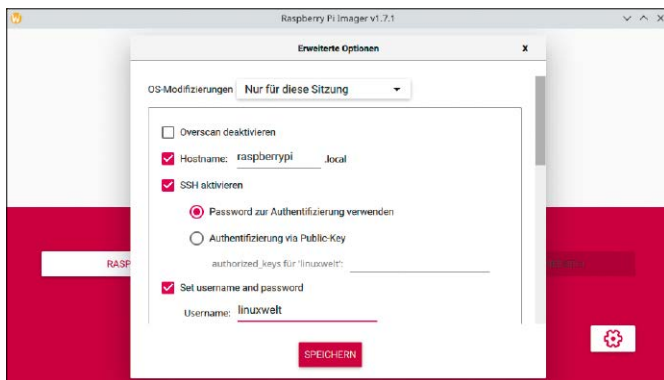 Raspberry Pi Imager v1.7.1
Erweiterte Optionen X
OS-Modifizierungen Nur für diese Sitzung
Overscan deaktivieren
Hostname: raspberrypi .local
SSH aktivieren
Password zur Authentifizierung verwenden
Authentifizierung via Public-Key
authorized_keys für 'linuxwelt':
RASP
Set username and password
Username: linuxwelt
SPEICHERN